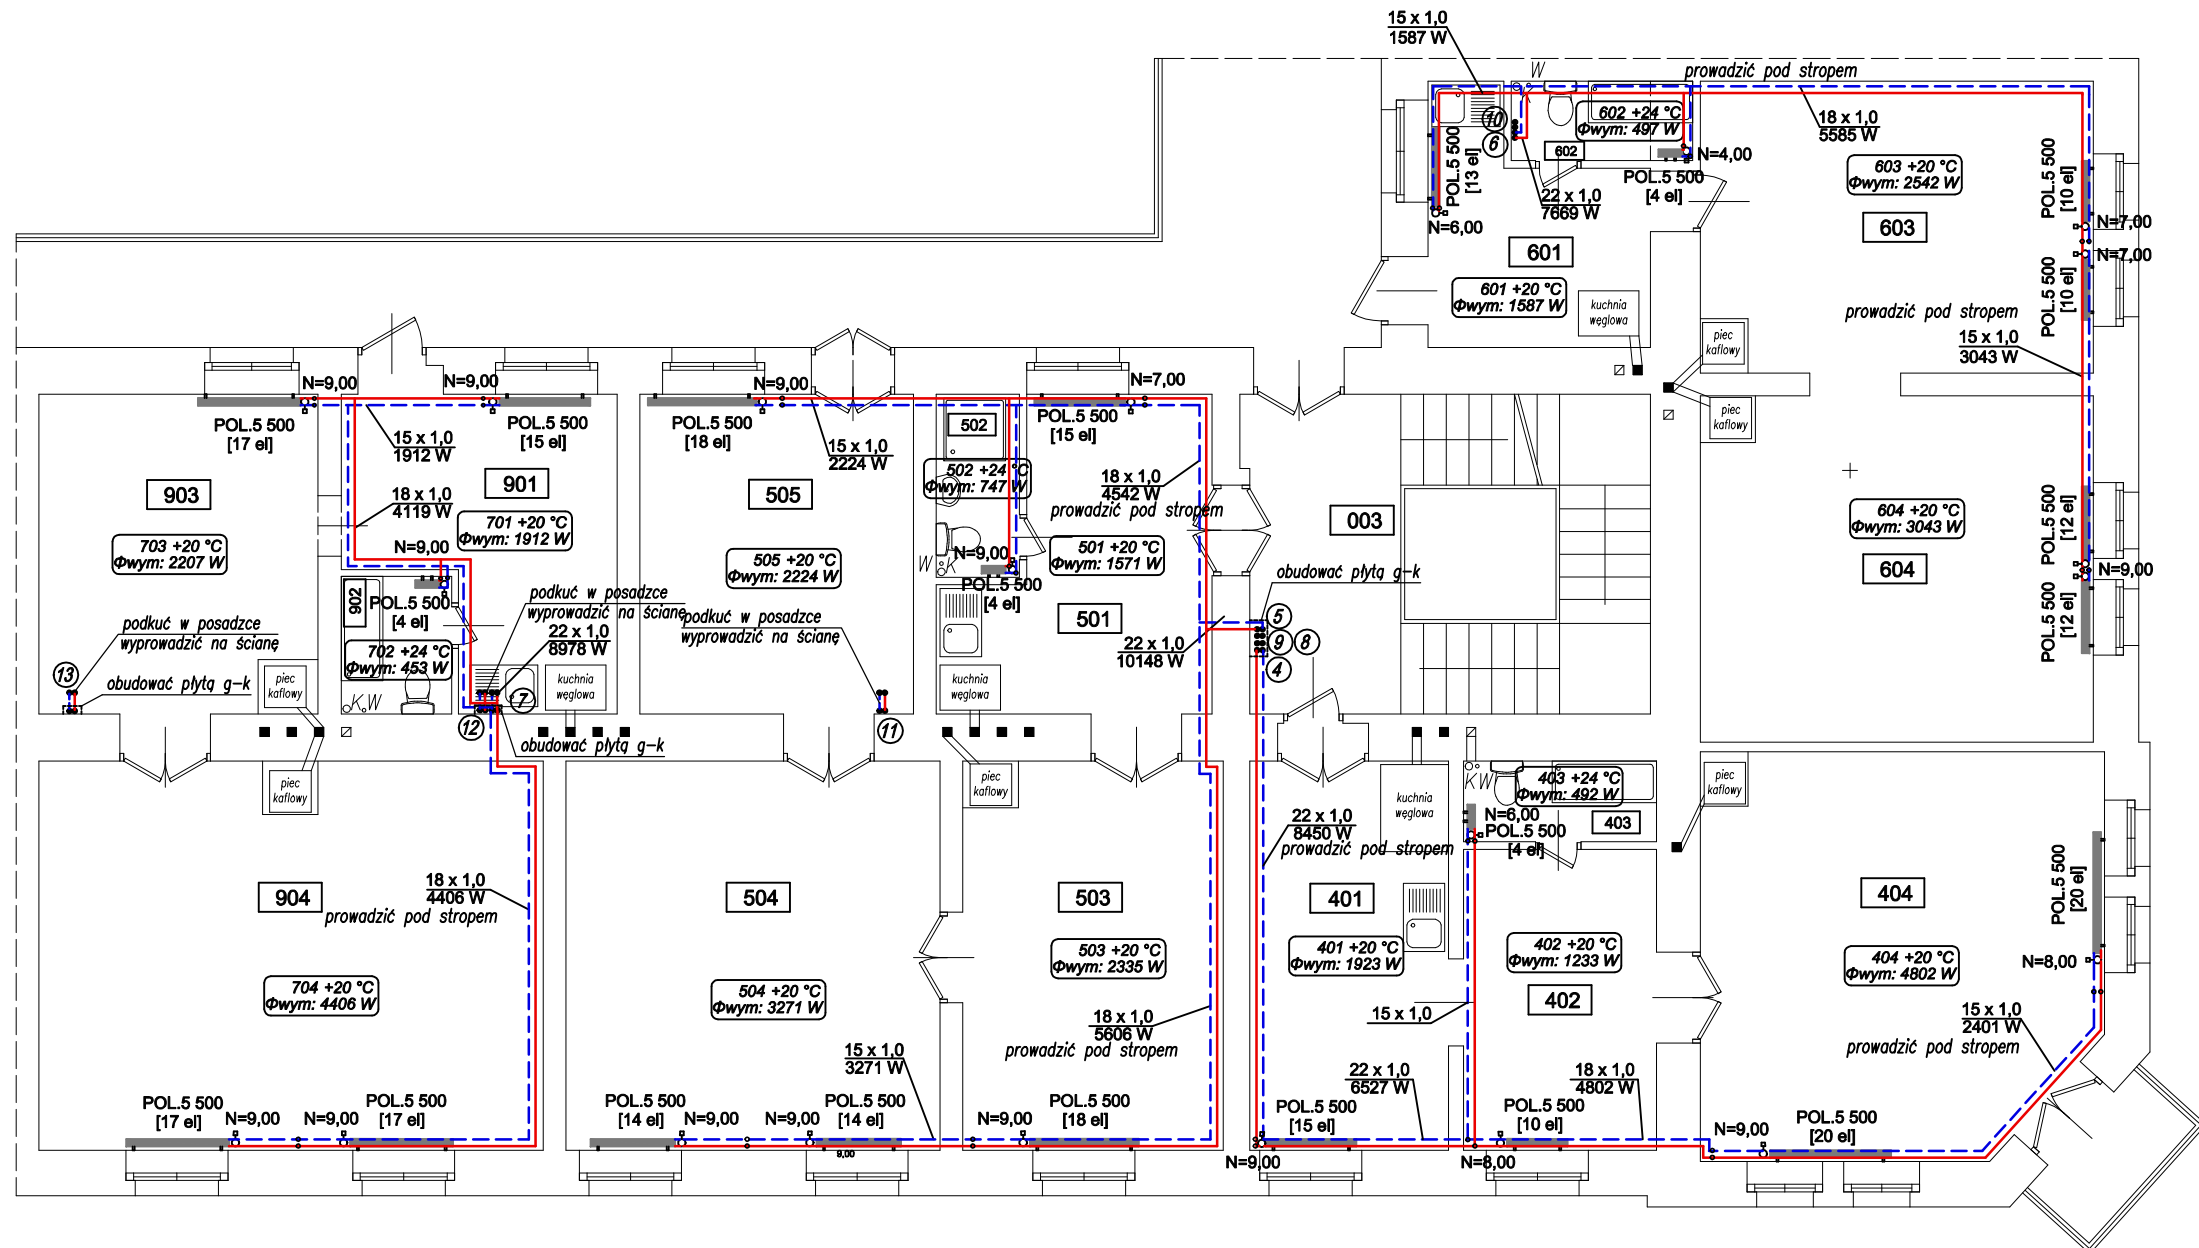 15 x 1,0
1587 W
W
prowadzić pod stropem
10
6
602 +24 °C
Φwym: 497 W
602
N=4,00
18 x 1,0
5585 W
POL.5 500
[13 el]
POL.5 500
[4 el]
22 x 1,0
7669 W
N=6,00
601
601 +20 °C
Φwym: 1587 W
kuchnia
węglowa
603 +20 °C
Φwym: 2542 W
603
POL.5 500
[10 el]
N=7,00
N=7,00
POL.5 500
[10 el]
prowadzić pod stropem
15 x 1,0
3043 W
piec
kaflowy
piec
kaflowy
N=9,00
POL.5 500
[17 el]
15 x 1,0
1912 W
N=9,00
POL.5 500
[15 el]
903
901
18 x 1,0
4119 W
703 +20 °C
Φwym: 2207 W
701 +20 °C
Φwym: 1912 W
N=9,00
902
POL.5 500
[4 el]
702 +24 °C
Φwym: 453 W
K
W
N=9,00
POL.5 500
[18 el]
15 x 1,0
2224 W
505
505 +20 °C
Φwym: 2224 W
502
502 +24 °C
Φwym: 747 W
W
K
N=9,00
POL.5 500
[4 el]
N=7,00
POL.5 500
[15 el]
18 x 1,0
4542 W
prowadzić pod stropem
501 +20 °C
Φwym: 1571 W
501
003
obudować płytą g-k
5
9
8
4
22 x 1,0
10148 W
604 +20 °C
Φwym: 3043 W
604
POL.5 500
[12 el]
N=9,00
POL.5 500
[12 el]
podkuć w posadzce
wyprowadzić na ścianę
13
obudować płytą g-k
piec
kaflowy
podkuć w posadzce
wyprowadzić na ścianę
22 x 1,0
8978 W
podkuć w posadzce
wyprowadzić na ścianę
kuchnia
węglowa
7
12
obudować płytą g-k
11
kuchnia
węglowa
piec
kaflowy
piec
kaflowy
904
18 x 1,0
4406 W
prowadzić pod stropem
704 +20 °C
Φwym: 4406 W
POL.5 500
[17 el]
N=9,00
N=9,00
POL.5 500
[17 el]
504
504 +20 °C
Φwym: 3271 W
15 x 1,0
3271 W
POL.5 500
[14 el]
N=9,00
N=9,00
POL.5 500
[14 el]
9,00
503
503 +20 °C
Φwym: 2335 W
18 x 1,0
5606 W
prowadzić pod stropem
N=9,00
POL.5 500
[18 el]
22 x 1,0
8450 W
prowadzić pod stropem
kuchnia
węglowa
401
401 +20 °C
Φwym: 1923 W
15 x 1,0
22 x 1,0
6527 W
POL.5 500
[15 el]
N=9,00
K
W
403 +24 °C
Φwym: 492 W
403
N=6,00
POL.5 500
[4 el]
402 +20 °C
Φwym: 1233 W
402
18 x 1,0
4802 W
POL.5 500
[10 el]
N=8,00
piec
kaflowy
404
404 +20 °C
Φwym: 4802 W
POL.5 500
[20 el]
N=8,00
15 x 1,0
2401 W
prowadzić pod stropem
N=9,00
POL.5 500
[20 el]